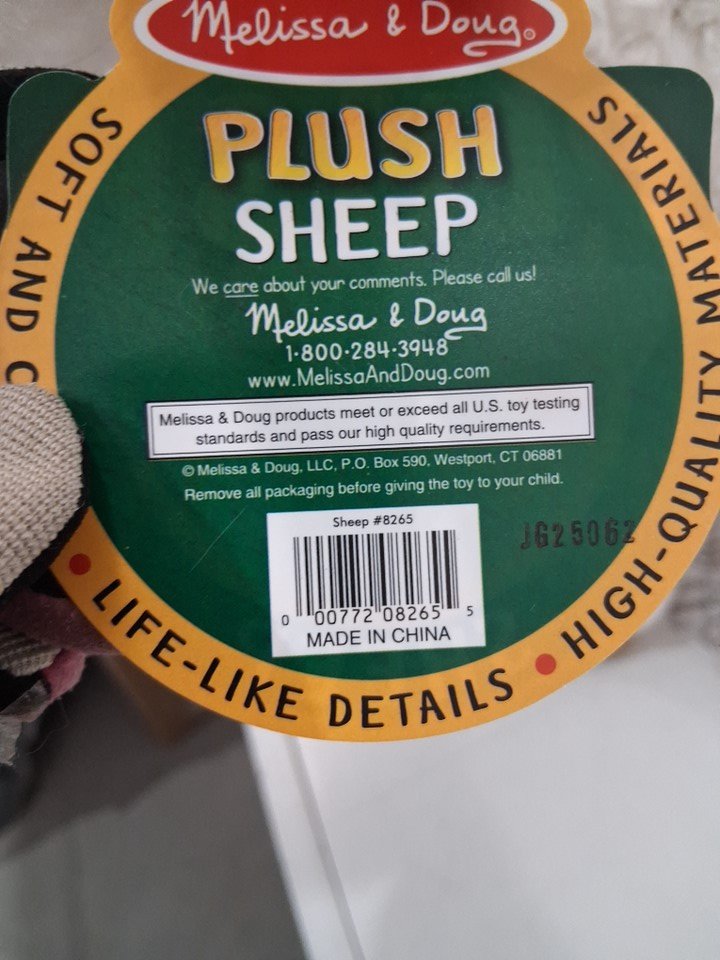 Melissa & Doug®
PLUSH
SHEEP
We care about your comments. Please call us!
Melissa & Doug
1·800·284·3948
www.MelissaAndDoug.com
Melissa & Doug products meet or exceed all U.S. toy testing
standards and pass our high quality requirements.
© Melissa & Doug, LLC, P.O. Box 590, Westport, CT 06881
Remove all packaging before giving the toy to your child.
Sheep #8265
0 00772 08265 5
MADE IN CHINA
JG25062
SOFT AND
LIFE-LIKE DETAILS
HIGH-QUALITY MATERIALS